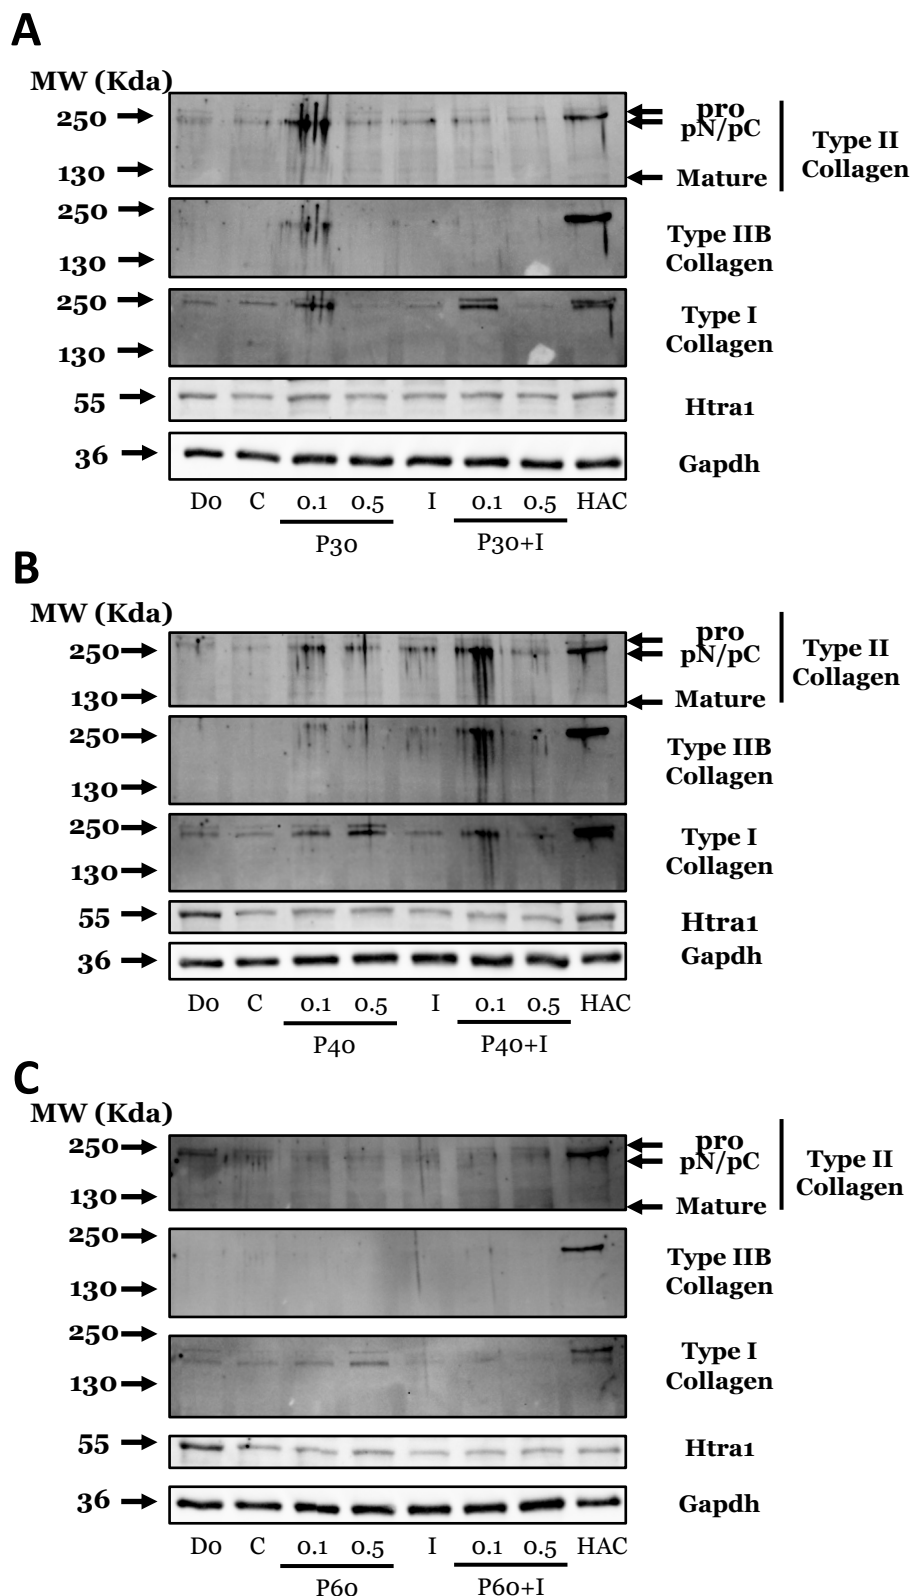 A
MW (Kda)
250
130
pro
pN/pC
Mature
Type II
Collagen
250
130
Type IIB
Collagen
250
130
Type I
Collagen
55
Htra1
36
Gapdh
D0 C 0.1 0.5 I 0.1 0.5 HAC
P30 P30+I
B
MW (Kda)
250
130
pro
pN/pC
Mature
Type II
Collagen
250
130
Type IIB
Collagen
250
130
Type I
Collagen
55
Htra1
36
Gapdh
D0 C 0.1 0.5 I 0.1 0.5 HAC
P40 P40+I
C
MW (Kda)
250
130
pro
pN/pC
Mature
Type II
Collagen
250
130
Type IIB
Collagen
250
130
Type I
Collagen
55
Htra1
36
Gapdh
D0 C 0.1 0.5 I 0.1 0.5 HAC
P60 P60+I